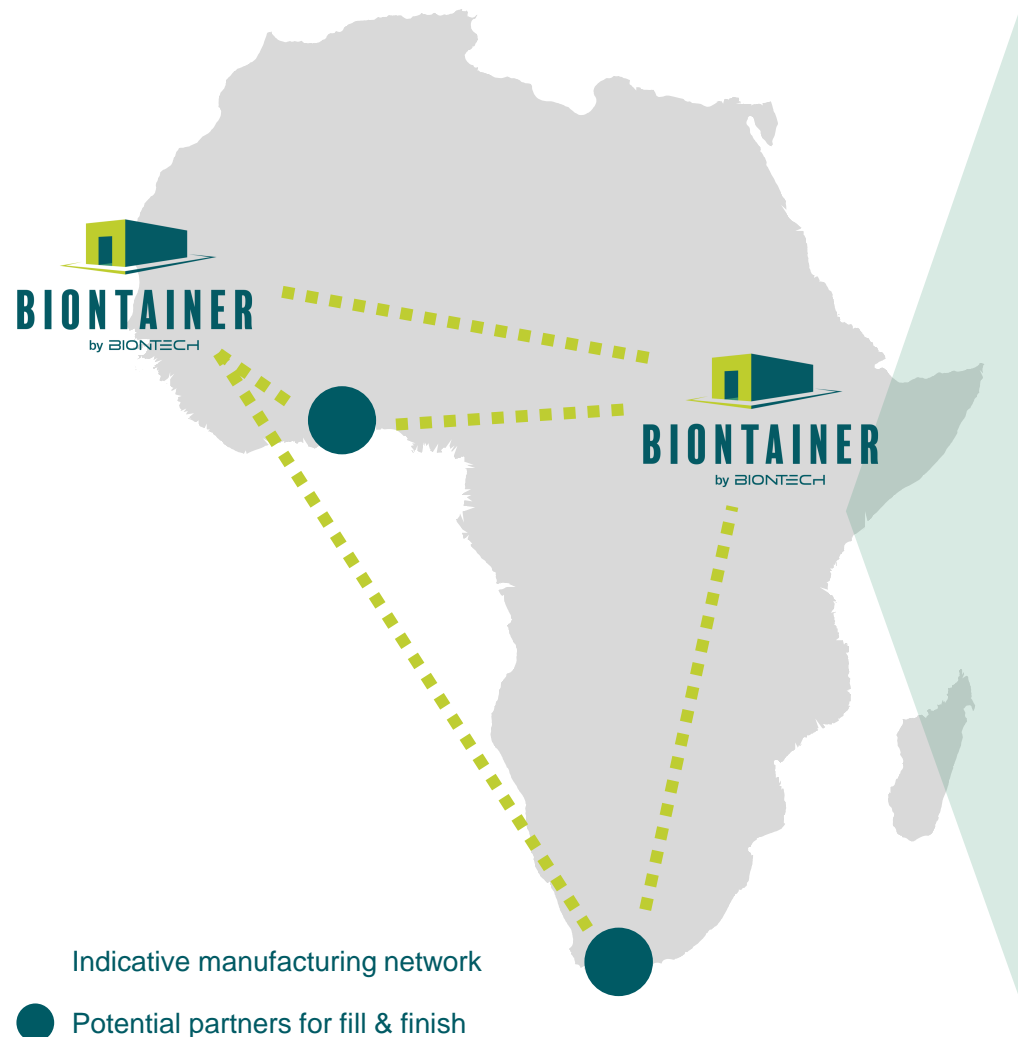 BIONTAINER
by BIONTECH
BIONTAINER
by BIONTECH
Indicative manufacturing network
Potential partners for fill & finish